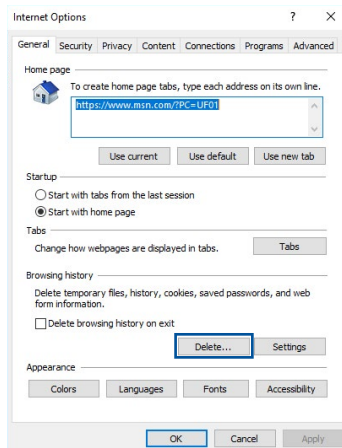 Internet Options ? X
General Security Privacy Content Connections Programs Advanced
Home page
To create home page tabs, type each address on its own line.
https://www.msn.com/?PC=UF01
Use current Use default Use new tab
Startup
Start with tabs from the last session
Start with home page
Tabs
Change how webpages are displayed in tabs. Tabs
Browsing history
Delete temporary files, history, cookies, saved passwords, and web
form information.
Delete browsing history on exit
Delete... Settings
Appearance
Colors Languages Fonts Accessibility
OK Cancel Apply